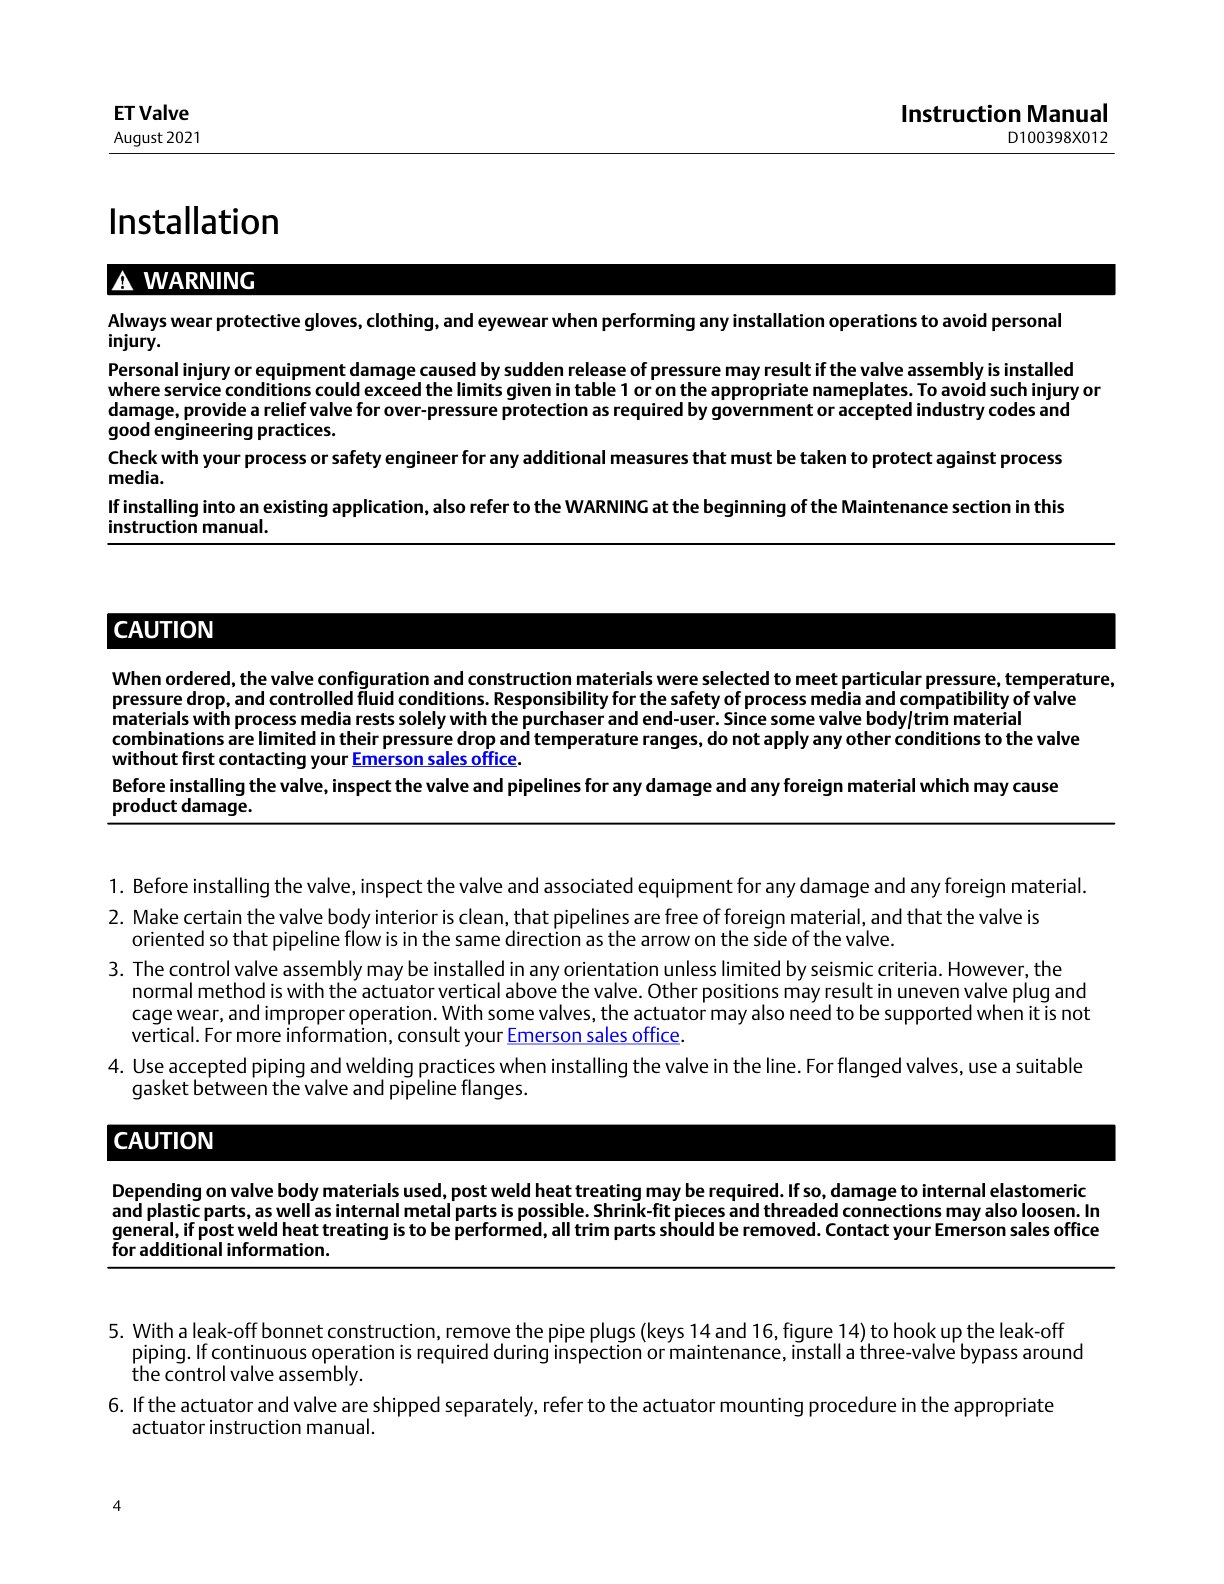 ET Valve
August 2021
Instruction Manual
D100398X012
Installation
WARNING
Always wear protective gloves, clothing, and eyewear when performing any installation operations to avoid personal
injury.
Personal injury or equipment damage caused by sudden release of pressure may result if the valve assembly is installed
where service conditions could exceed the limits given in table 1 or on the appropriate nameplates. To avoid such injury or
damage, provide a relief valve for over-pressure protection as required by government or accepted industry codes and
good engineering practices.
Check with your process or safety engineer for any additional measures that must be taken to protect against process
media.
If installing into an existing application, also refer to the WARNING at the beginning of the Maintenance section in this
instruction manual.
CAUTION
When ordered, the valve configuration and construction materials were selected to meet particular pressure, temperature,
pressure drop, and controlled fluid conditions. Responsibility for the safety of process media and compatibility of valve
materials with process media rests solely with the purchaser and end-user. Since some valve body/trim material
combinations are limited in their pressure drop and temperature ranges, do not apply any other conditions to the valve
without first contacting your Emerson sales office.
Before installing the valve, inspect the valve and pipelines for any damage and any foreign material which may cause
product damage.
1. Before installing the valve, inspect the valve and associated equipment for any damage and any foreign material.
2. Make certain the valve body interior is clean, that pipelines are free of foreign material, and that the valve is
oriented so that pipeline flow is in the same direction as the arrow on the side of the valve.
3. The control valve assembly may be installed in any orientation unless limited by seismic criteria. However, the
normal method is with the actuator vertical above the valve. Other positions may result in uneven valve plug and
cage wear, and improper operation. With some valves, the actuator may also need to be supported when it is not
vertical. For more information, consult your Emerson sales office.
4. Use accepted piping and welding practices when installing the valve in the line. For flanged valves, use a suitable
gasket between the valve and pipeline flanges.
CAUTION
Depending on valve body materials used, post weld heat treating may be required. If so, damage to internal elastomeric
and plastic parts, as well as internal metal parts is possible. Shrink-fit pieces and threaded connections may also loosen. In
general, if post weld heat treating is to be performed, all trim parts should be removed. Contact your Emerson sales office
for additional information.
5. With a leak-off bonnet construction, remove the pipe plugs (keys 14 and 16, figure 14) to hook up the leak-off
piping. If continuous operation is required during inspection or maintenance, install a three-valve bypass around
the control valve assembly.
6. If the actuator and valve are shipped separately, refer to the actuator mounting procedure in the appropriate
actuator instruction manual.
4